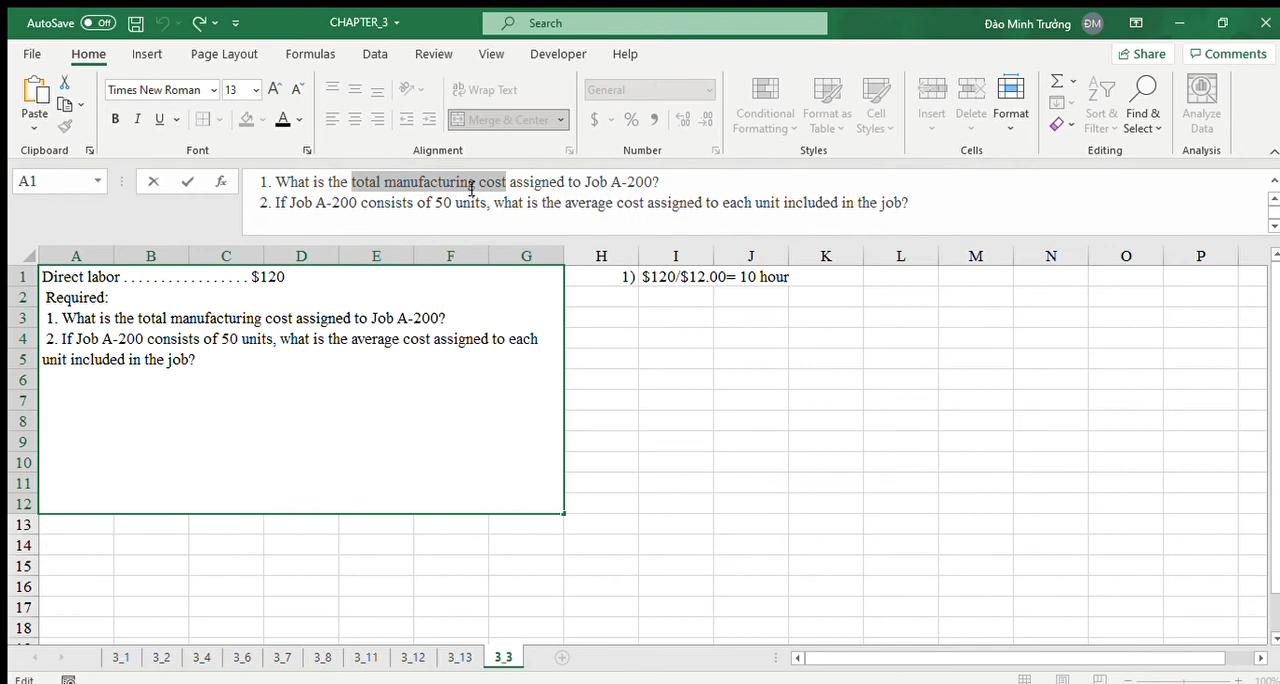 AutoSave Off CHAPTER_3 Search Đào Minh Trưởng ĐM
File Home Insert Page Layout Formulas Data Review View Developer Help Share Comments
Paste Times New Roman 13 A A Wrap Text General Conditional Formatting Format as Table Cell Styles Insert Delete Format Sort & Filter Find & Select Analyze Data
B I U A Merge & Center $ % 9
Clipboard Font Alignment Number Styles Cells Editing Analysis
A1 fx 1. What is the total manufacturing cost assigned to Job A-200?
2. If Job A-200 consists of 50 units, what is the average cost assigned to each unit included in the job?
A B C D E F G H I J K L M N O P
1 Direct labor . . . . . . . . . . . . . . . . . $120 1) $120/$12.00= 10 hour
2 Required:
3 1. What is the total manufacturing cost assigned to Job A-200?
4 2. If Job A-200 consists of 50 units, what is the average cost assigned to each
5 unit included in the job?
6
7
8
9
10
11
12
13
14
15
16
17
18
3_1 3_2 3_4 3_6 3_7 3_8 3_11 3_12 3_13 3_3
Edit 100%